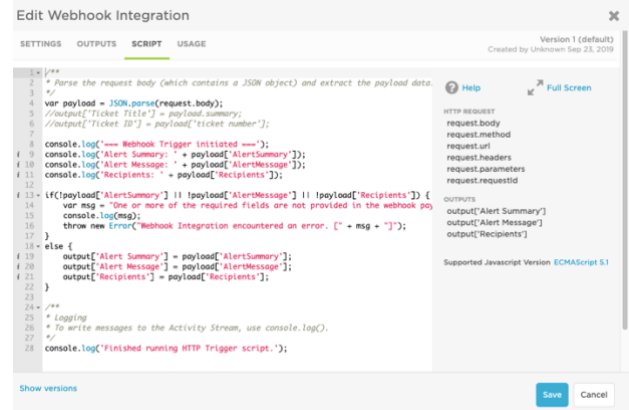 Edit Webhook Integration
SETTINGS OUTPUTS SCRIPT USAGE
Version 1 (default)
Created by Unknown Sep 23, 2019
1 /**
2 * Parse the request body (which contains a JSON object) and extract the payload data.
3 */
4 var payload = JSON.parse(request.body);
5 //output['Ticket Title'] = payload.summary;
6 //output['Ticket ID'] = payload['ticket number'];
7
8 console.log('=== Webhook Trigger initiated ===');
i 9 console.log('Alert Summary: ' + payload['AlertSummary']);
i 10 console.log('Alert Message: ' + payload['AlertMessage']);
i 11 console.log('Recipients: ' + payload['Recipients']);
12
i 13 if(!payload['AlertSummary'] || !payload['AlertMessage'] || !payload['Recipients']) {
14 var msg = "One or more of the required fields are not provided in the webhook pay
15 console.log(msg);
16 throw new Error("Webhook Integration encountered an error. [" + msg + "]");
17 }
18 else {
i 19 output['Alert Summary'] = payload['AlertSummary'];
i 20 output['Alert Message'] = payload['AlertMessage'];
i 21 output['Recipients'] = payload['Recipients'];
22 }
23
24 /**
25 * Logging
26 * To write messages to the Activity Stream, use console.log().
27 */
28 console.log('Finished running HTTP Trigger script.');
? Help Full Screen
HTTP REQUEST
request.body
request.method
request.url
request.headers
request.parameters
request.requestId
OUTPUTS
output['Alert Summary']
output['Alert Message']
output['Recipients']
Supported Javascript Version ECMAScript 5.1
Show versions
Save Cancel